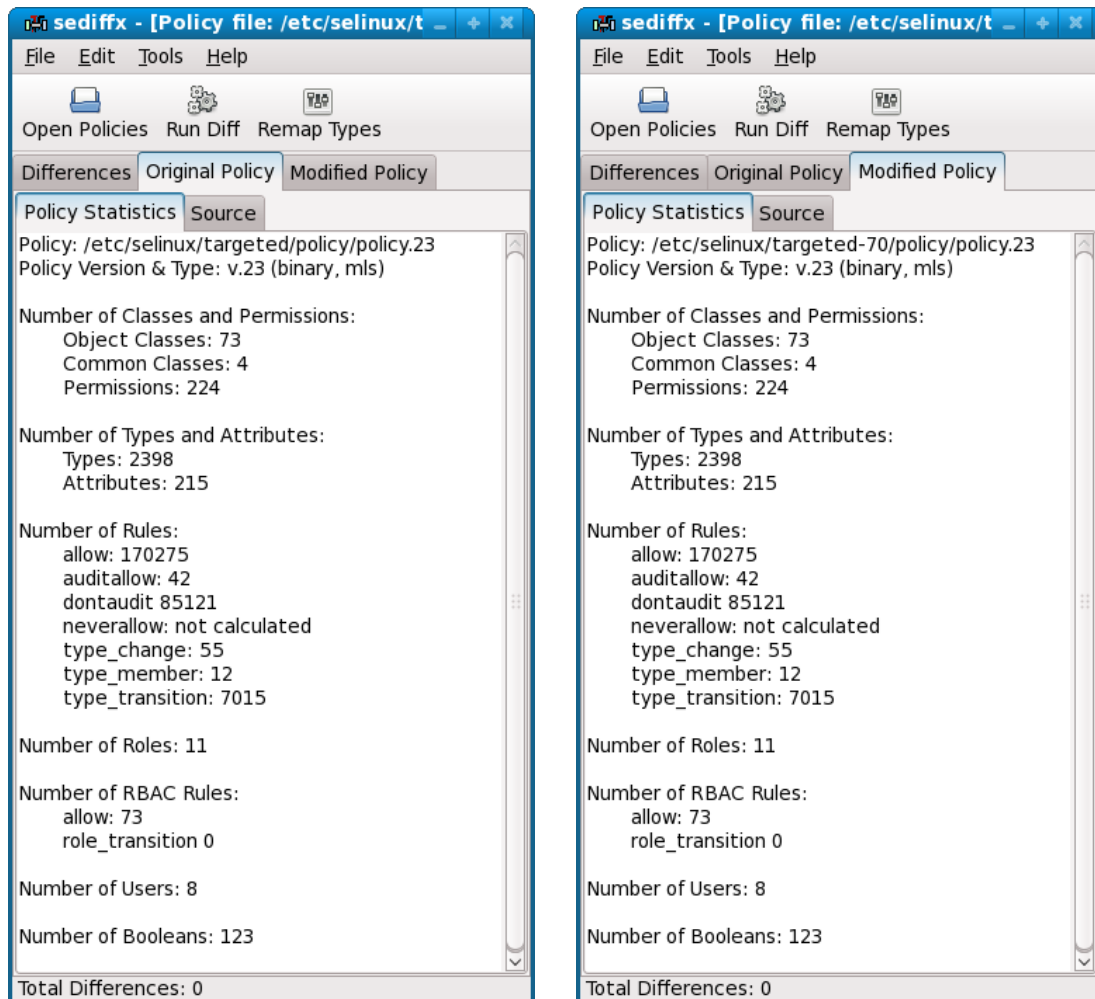 sediffx - [Policy file: /etc/selinux/t
File Edit Tools Help
Open Policies Run Diff Remap Types
Differences Original Policy Modified Policy
Policy Statistics Source
Policy: /etc/selinux/targeted/policy/policy.23
Policy Version & Type: v.23 (binary, mls)
Number of Classes and Permissions:
Object Classes: 73
Common Classes: 4
Permissions: 224
Number of Types and Attributes:
Types: 2398
Attributes: 215
Number of Rules:
allow: 170275
auditallow: 42
dontaudit 85121
neverallow: not calculated
type_change: 55
type_member: 12
type_transition: 7015
Number of Roles: 11
Number of RBAC Rules:
allow: 73
role_transition 0
Number of Users: 8
Number of Booleans: 123
Total Differences: 0
sediffx - [Policy file: /etc/selinux/t
File Edit Tools Help
Open Policies Run Diff Remap Types
Differences Original Policy Modified Policy
Policy Statistics Source
Policy: /etc/selinux/targeted-70/policy/policy.23
Policy Version & Type: v.23 (binary, mls)
Number of Classes and Permissions:
Object Classes: 73
Common Classes: 4
Permissions: 224
Number of Types and Attributes:
Types: 2398
Attributes: 215
Number of Rules:
allow: 170275
auditallow: 42
dontaudit 85121
neverallow: not calculated
type_change: 55
type_member: 12
type_transition: 7015
Number of Roles: 11
Number of RBAC Rules:
allow: 73
role_transition 0
Number of Users: 8
Number of Booleans: 123
Total Differences: 0